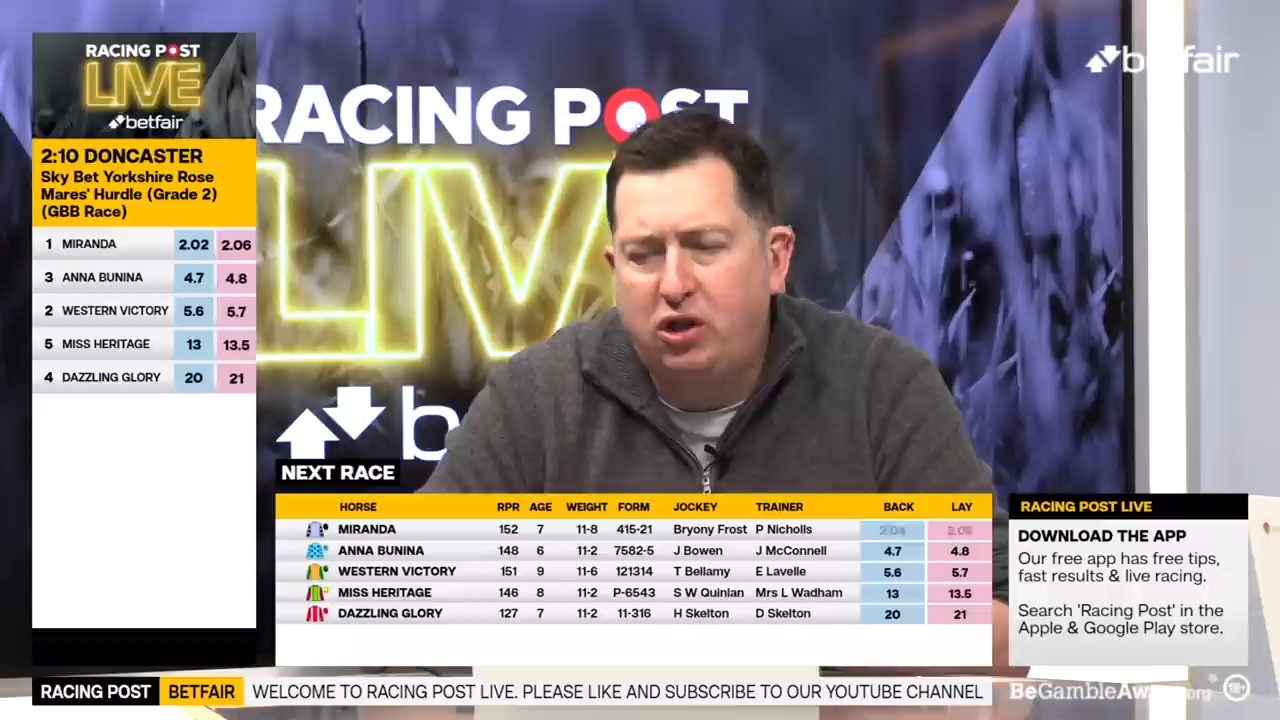 RACING POST
LIVE
betfair
2:10 DONCASTER
Sky Bet Yorkshire Rose
Mares' Hurdle (Grade 2)
(GBB Race)
1 MIRANDA 2.02 2.06
3 ANNA BUNINA 4.7 4.8
2 WESTERN VICTORY 5.6 5.7
5 MISS HERITAGE 13 13.5
4 DAZZLING GLORY 20 21
RACING POST
LIV
b
betfair
NEXT RACE
HORSE RPR AGE WEIGHT FORM JOCKEY TRAINER BACK LAY
MIRANDA 152 7 11-8 415-21 Bryony Frost P Nicholls
ANNA BUNINA 148 6 11-2 7582-5 J Bowen J McConnell 4.7 4.8
WESTERN VICTORY 151 9 11-6 121314 T Bellamy E Lavelle 5.6 5.7
MISS HERITAGE 146 8 11-2 P-6543 S W Quinlan Mrs L Wadham 13 13.5
DAZZLING GLORY 127 7 11-2 11-316 H Skelton D Skelton 20 21
RACING POST LIVE
DOWNLOAD THE APP
Our free app has free tips,
fast results & live racing.
Search 'Racing Post' in the
Apple & Google Play store.
RACING POST BETFAIR WELCOME TO RACING POST LIVE. PLEASE LIKE AND SUBSCRIBE TO OUR YOUTUBE CHANNEL
BeGambleAware.org 18+